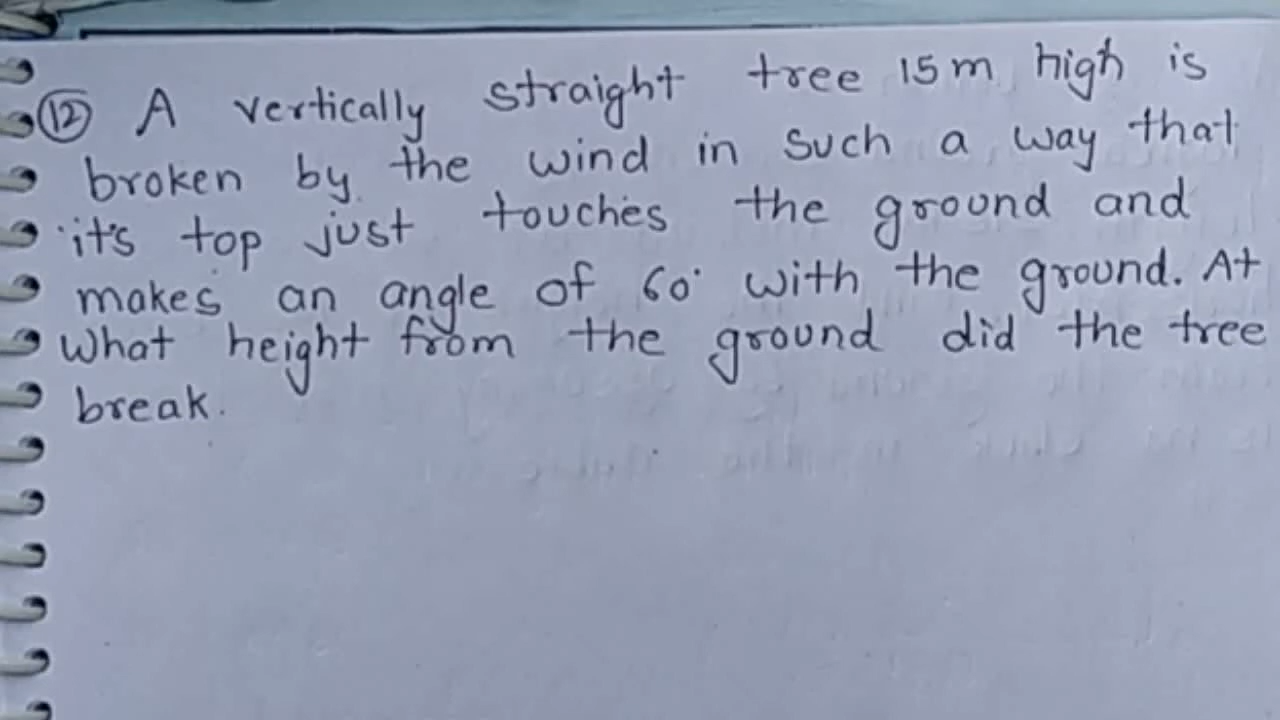 12 A vertically straight tree 15m high is
broken by the wind in such a way that
it's top just touches the ground and
makes an angle of 60° with the ground. At
What height from the ground did the tree
break.